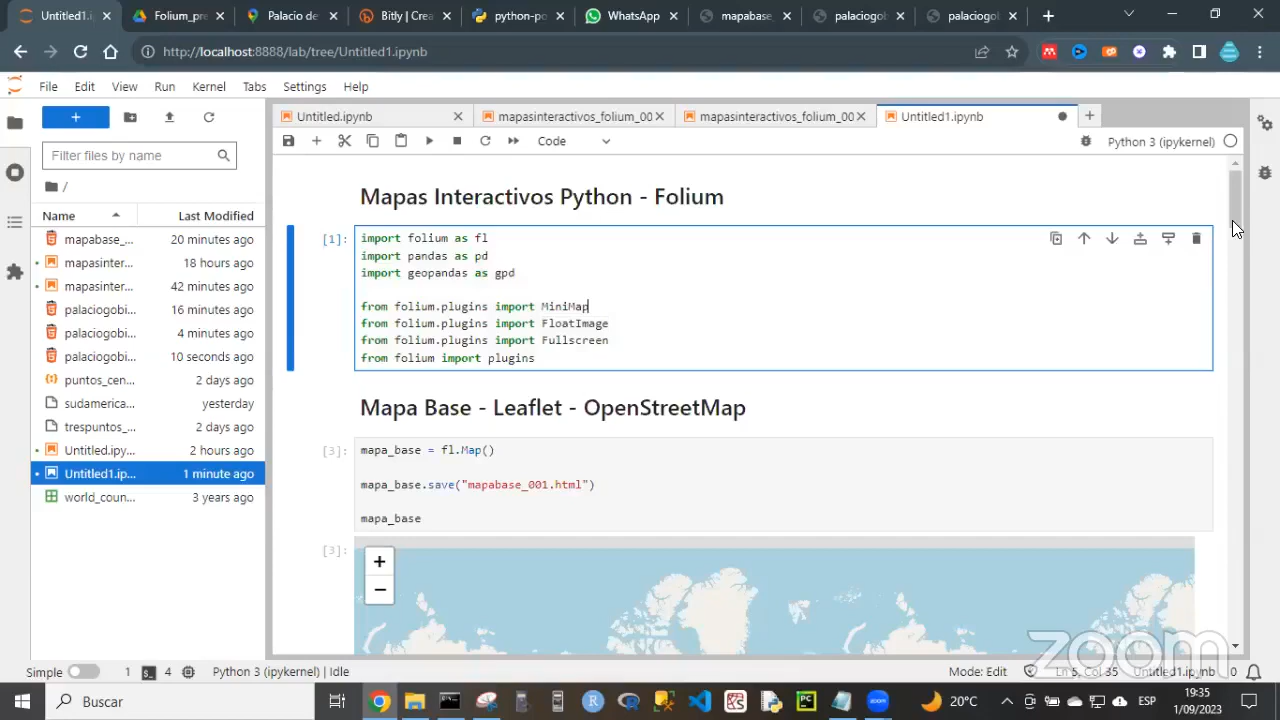 Untitled1.ip
Folium_pre
Palacio de
Bitly | Crea
python-po
WhatsApp
mapabase_
palaciogob
palaciogob
http://localhost:8888/lab/tree/Untitled1.ipynb
File Edit View Run Kernel Tabs Settings Help
Untitled.ipynb
mapasinteractivos_folium_00
mapasinteractivos_folium_00
Untitled1.ipynb
Filter files by name
Code
Python 3 (ipykernel)
/
Name Last Modified
mapabase_... 20 minutes ago
mapasinter... 18 hours ago
mapasinter... 42 minutes ago
palaciogobi... 16 minutes ago
palaciogobi... 4 minutes ago
palaciogobi... 10 seconds ago
puntos_cen... 2 days ago
sudamerica... yesterday
trespuntos_... 2 days ago
Untitled.ipy... 2 hours ago
Untitled1.ip... 1 minute ago
world_coun... 3 years ago
Mapas Interactivos Python - Folium
[1]:
import folium as fl
import pandas as pd
import geopandas as gpd
from folium.plugins import MiniMap
from folium.plugins import FloatImage
from folium.plugins import Fullscreen
from folium import plugins
Mapa Base - Leaflet - OpenStreetMap
[3]:
mapa_base = fl.Map()
mapa_base.save("mapabase_001.html")
mapa_base
[3]:
+
−
zoom
Simple 1 4 Python 3 (ipykernel) | Idle Mode: Edit Ln 5, Col 35 Untitled1.ipynb 0
Buscar
20°C
ESP
19:35
1/09/2023